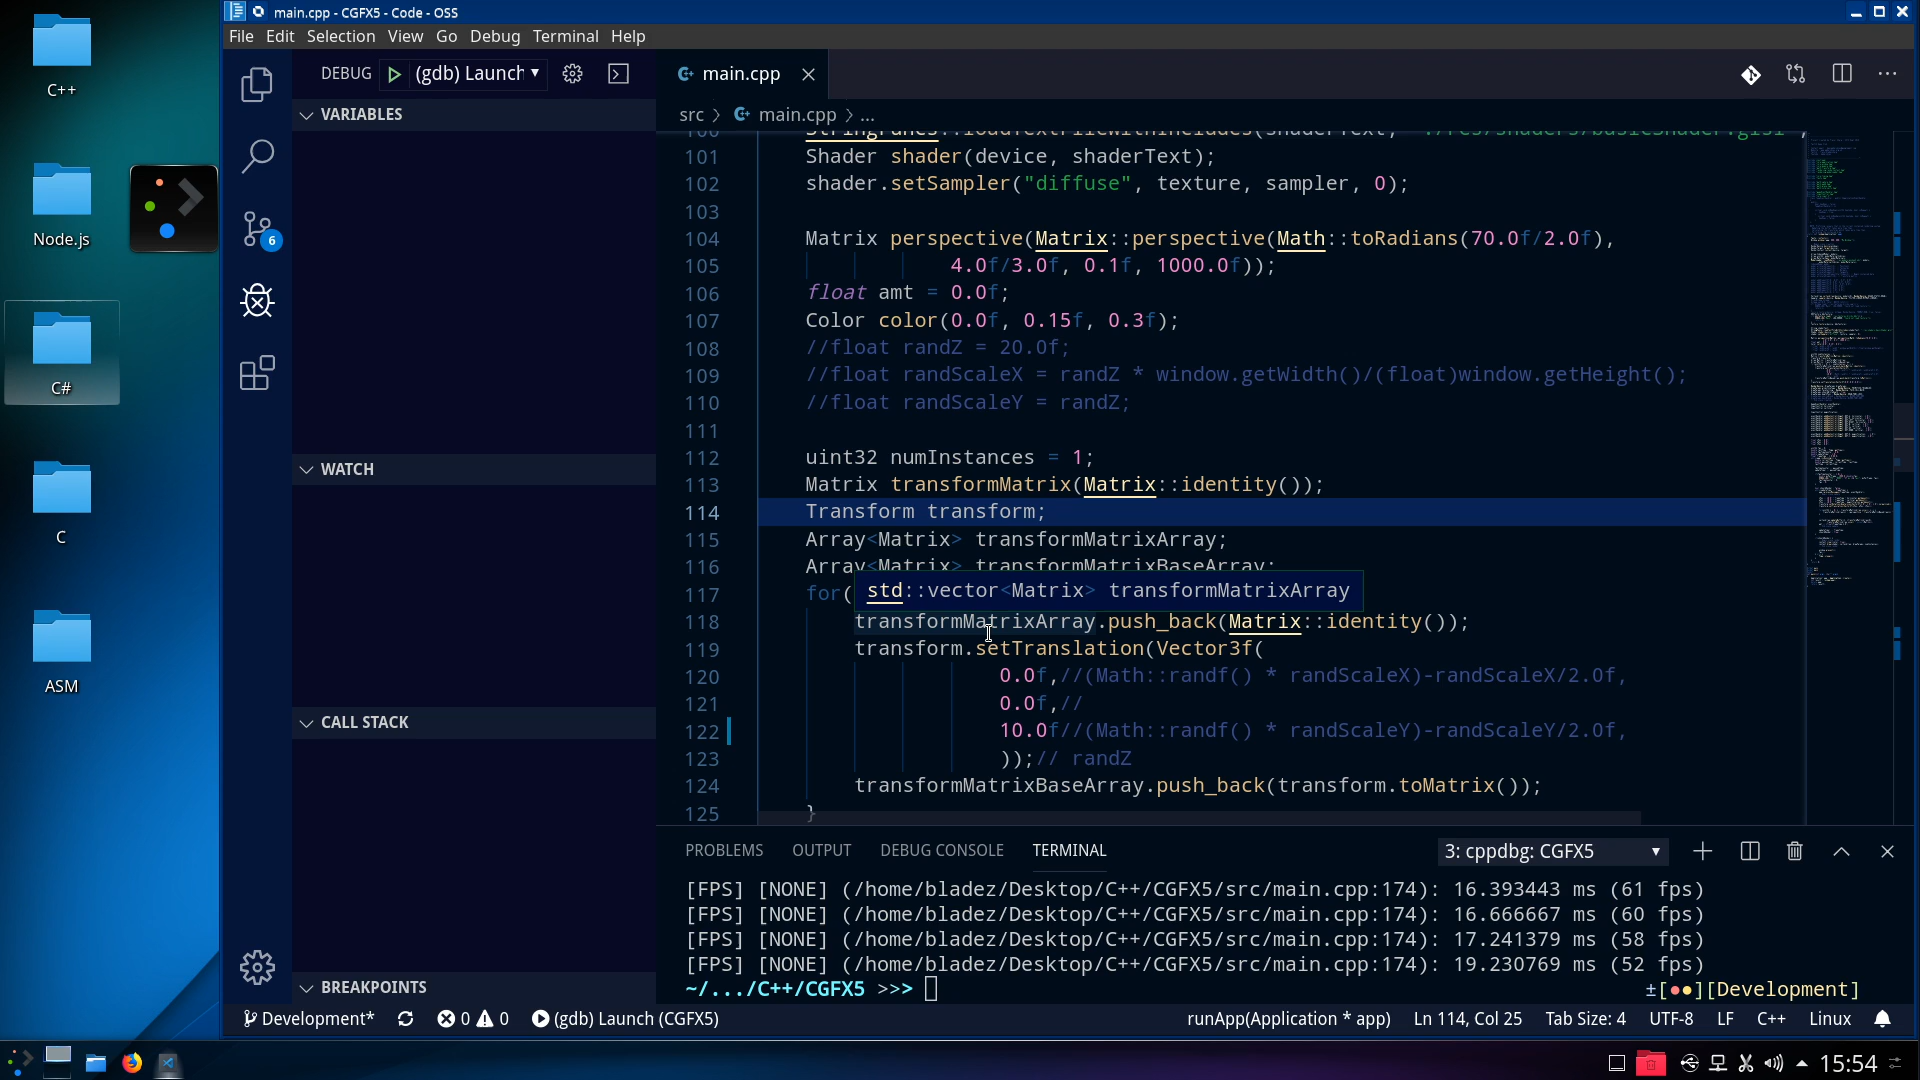 main.cpp - CGFX5 - Code - OSS
File Edit Selection View Go Debug Terminal Help
C++
Node.js
C#
C
ASM
6
DEBUG (gdb) Launch
VARIABLES
WATCH
CALL STACK
BREAKPOINTS
main.cpp
src > main.cpp > ...
101 Shader shader(device, shaderText);
102 shader.setSampler("diffuse", texture, sampler, 0);
103
104 Matrix perspective(Matrix::perspective(Math::toRadians(70.0f/2.0f),
105 4.0f/3.0f, 0.1f, 1000.0f));
106 float amt = 0.0f;
107 Color color(0.0f, 0.15f, 0.3f);
108 //float randZ = 20.0f;
109 //float randScaleX = randZ * window.getWidth()/(float)window.getHeight();
110 //float randScaleY = randZ;
111
112 uint32 numInstances = 1;
113 Matrix transformMatrix(Matrix::identity());
114 Transform transform;
115 Array<Matrix> transformMatrixArray;
116 Array<Matrix> transformMatrixBaseArray;
117 for(
std::vector<Matrix> transformMatrixArray
118 transformMatrixArray.push_back(Matrix::identity());
119 transform.setTranslation(Vector3f(
120 0.0f,//(Math::randf() * randScaleX)-randScaleX/2.0f,
121 0.0f,//
122 10.0f//(Math::randf() * randScaleY)-randScaleY/2.0f,
123 ));// randZ
124 transformMatrixBaseArray.push_back(transform.toMatrix());
125 }
PROBLEMS OUTPUT DEBUG CONSOLE TERMINAL 3: cppdbg: CGFX5
[FPS] [NONE] (/home/bladez/Desktop/C++/CGFX5/src/main.cpp:174): 16.393443 ms (61 fps)
[FPS] [NONE] (/home/bladez/Desktop/C++/CGFX5/src/main.cpp:174): 16.666667 ms (60 fps)
[FPS] [NONE] (/home/bladez/Desktop/C++/CGFX5/src/main.cpp:174): 17.241379 ms (58 fps)
[FPS] [NONE] (/home/bladez/Desktop/C++/CGFX5/src/main.cpp:174): 19.230769 ms (52 fps)
~/.../C++/CGFX5 >>> ±[●●][Development]
Development* 0 0 (gdb) Launch (CGFX5) runApp(Application * app) Ln 114, Col 25 Tab Size: 4 UTF-8 LF C++ Linux
15:54